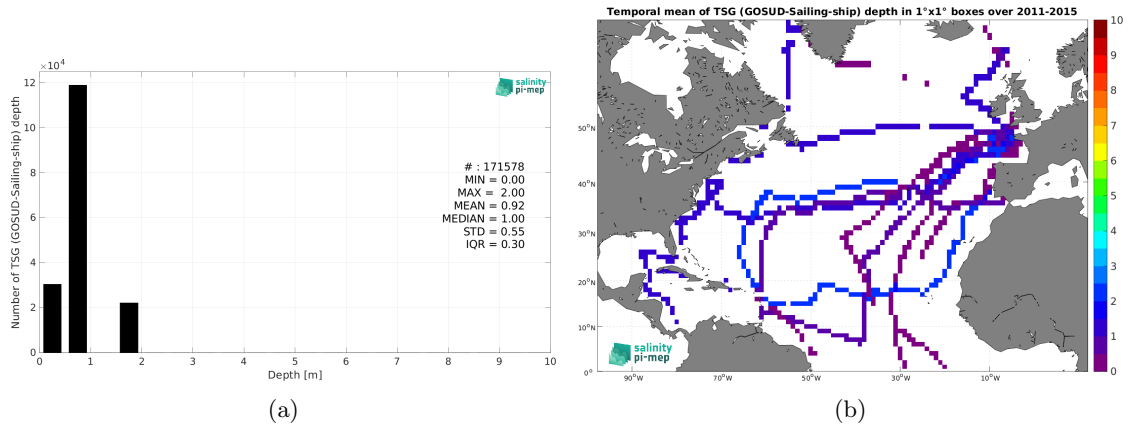 ×10⁴
12
10
8
6
4
2
0
Number of TSG (GOSUD-Sailing-ship) depth
salinity
pi-mep
# : 171578
MIN = 0.00
MAX = 2.00
MEAN = 0.92
MEDIAN = 1.00
STD = 0.55
IQR = 0.30
0 1 2 3 4 5 6 7 8 9 10
Depth [m]
(a)
Temporal mean of TSG (GOSUD-Sailing-ship) depth in 1°x1° boxes over 2011-2015
50°N
40°N
30°N
20°N
10°N
0°
90°W 70°W 50°W 30°W 10°W
salinity
pi-mep
10
9
8
7
6
5
4
3
2
1
0
(b)